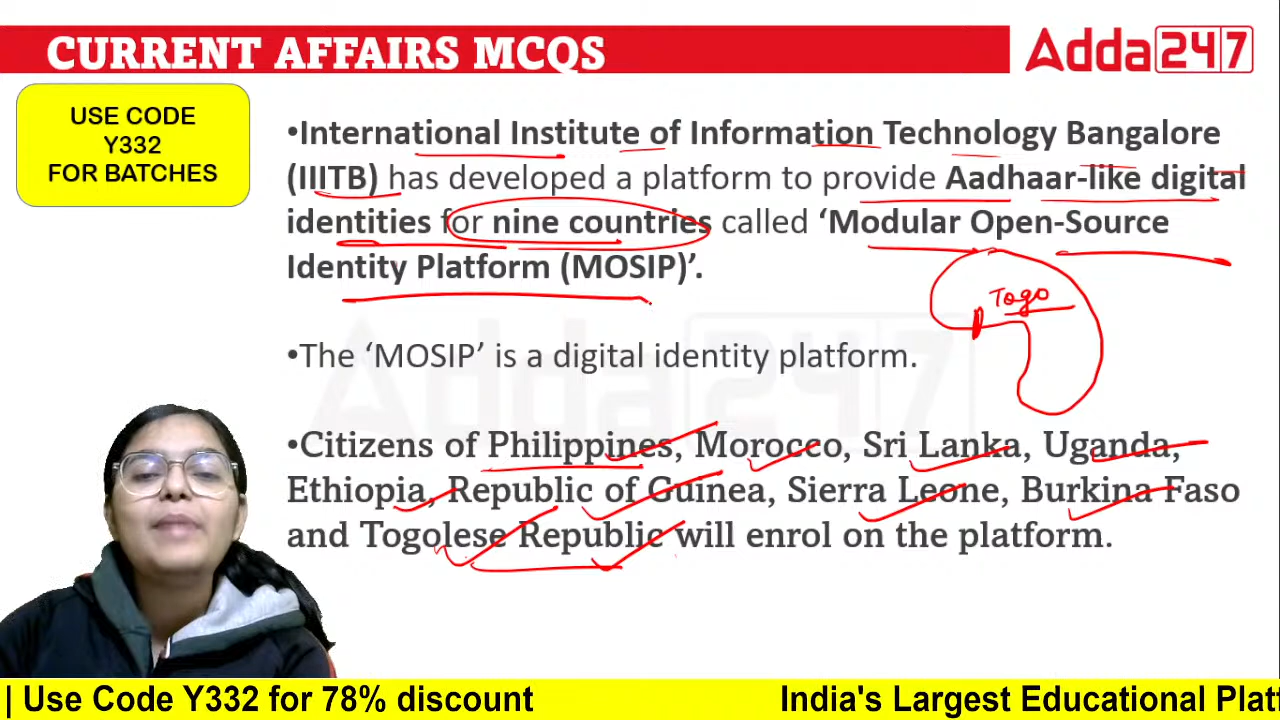 CURRENT AFFAIRS MCQS
Adda247
USE CODE
Y332
FOR BATCHES
•International Institute of Information Technology Bangalore
(IIITB) has developed a platform to provide Aadhaar-like digital
identities for nine countries called ‘Modular Open-Source
Identity Platform (MOSIP)’.
Togo
•The ‘MOSIP’ is a digital identity platform.
•Citizens of Philippines, Morocco, Sri Lanka, Uganda,
Ethiopia, Republic of Guinea, Sierra Leone, Burkina Faso
and Togolese Republic will enrol on the platform.
Adda247
| Use Code Y332 for 78% discount
India's Largest Educational Platf